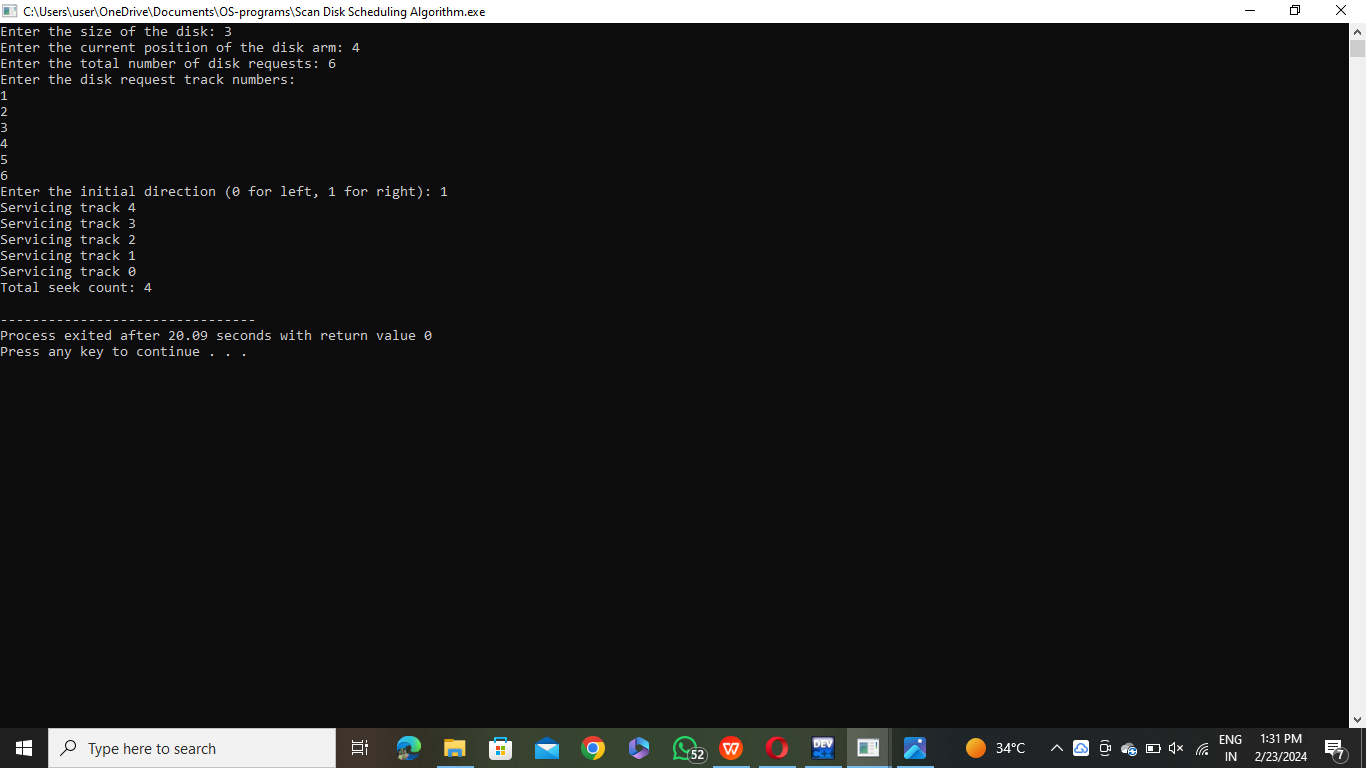 C:\Users\user\OneDrive\Documents\OS-programs\Scan Disk Scheduling Algorithm.exe
Enter the size of the disk: 3
Enter the current position of the disk arm: 4
Enter the total number of disk requests: 6
Enter the disk request track numbers:
1
2
3
4
5
6
Enter the initial direction (0 for left, 1 for right): 1
Servicing track 4
Servicing track 3
Servicing track 2
Servicing track 1
Servicing track 0
Total seek count: 4
--------------------------------
Process exited after 20.09 seconds with return value 0
Press any key to continue . . .
Type here to search
52
W
DEV
34°C
ENG
IN
1:31 PM
2/23/2024
7